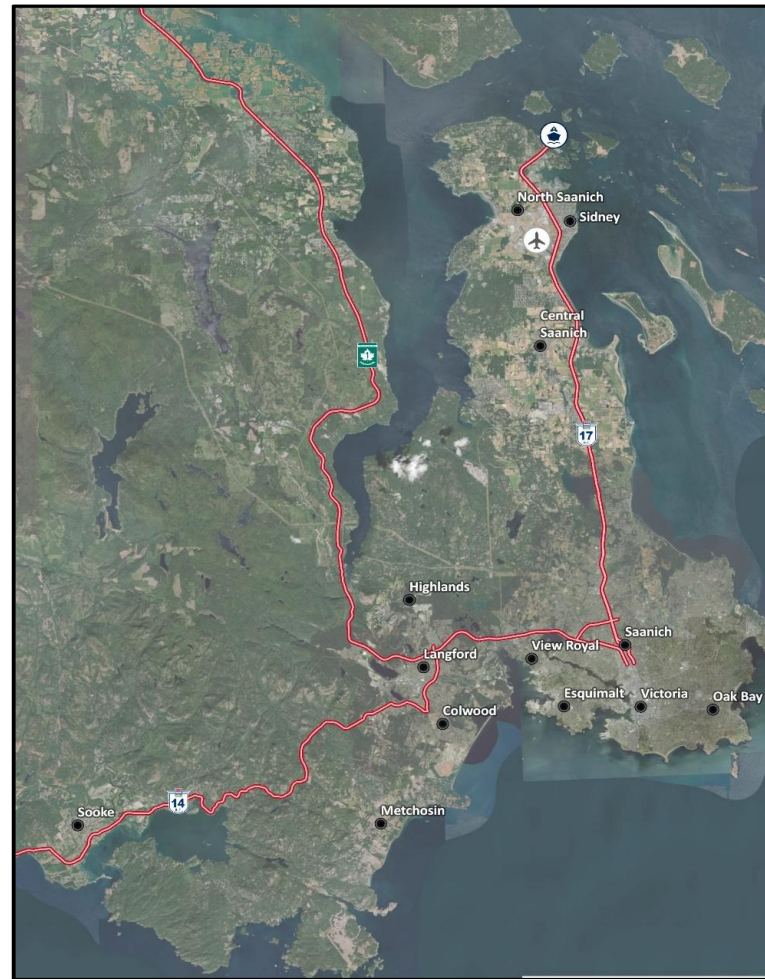 North Saanich
Sidney
Central
Saanich
1
17
Highlands
Saanich
View Royal
Langford
Esquimalt
Victoria
Oak Bay
Colwood
14
Sooke
Metchosin